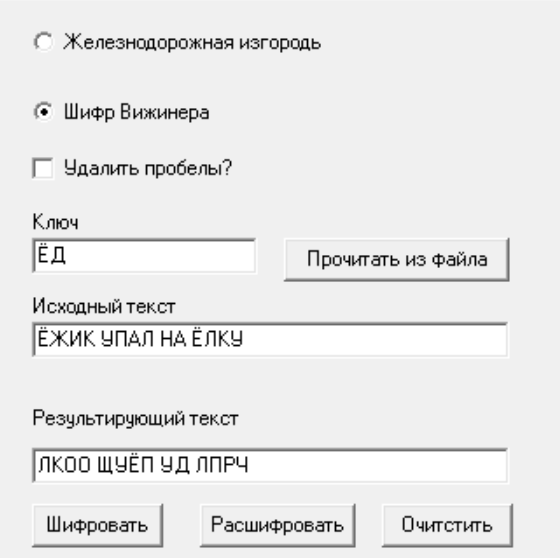 Железнодорожная изгородь
Шифр Вижинера
Удалить пробелы?
Ключ
ЁД
Прочитать из файла
Исходный текст
ЁЖИК УПАЛ НА ЁЛКУ
Результирующий текст
ЛКОО ЩУЁП УД ЛПРЧ
Шифровать
Расшифровать
Очитстить